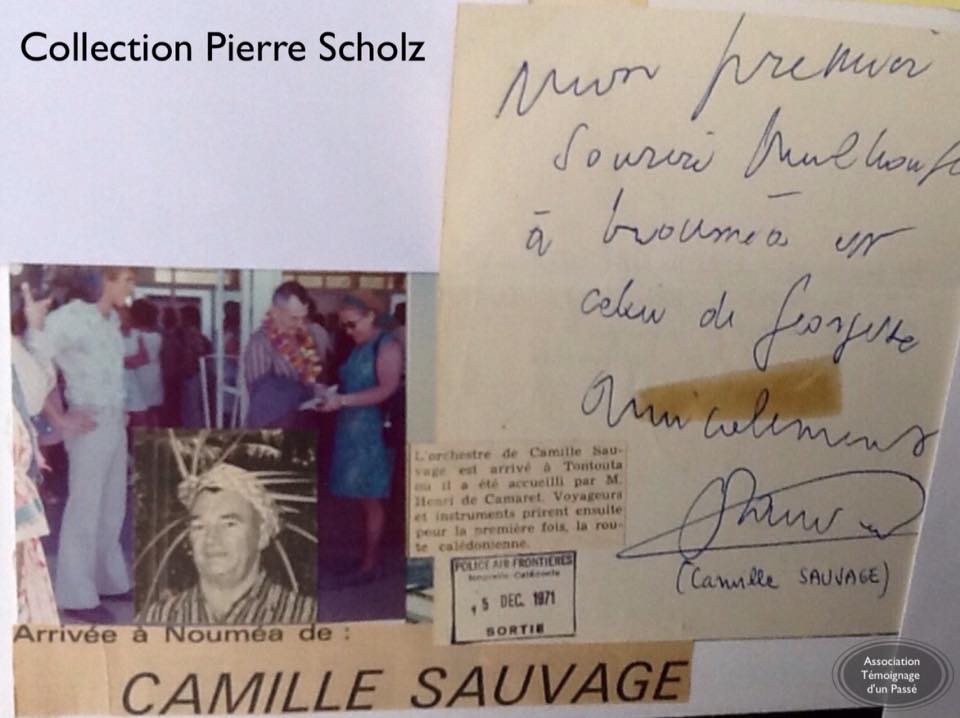 Collection Pierre Scholz
Mon premier
sourire Mulhouse
à Nouméa est
celui de Georgette
Amicalement
(Camille SAUVAGE)
L'orchestre de Camille Sau-
vage est arrivé à Tontouta
ou il a été accueilli par M.
Henri de Camaret. Voyageurs
et instruments prirent ensuite
pour la première fois, la rou-
te calédonienne.
POLICE AIR FRONTIERES
Nouvelle-Calédonie
5 DEC. 1971
SORTIE
Arrivée à Nouméa de :
CAMILLE SAUVAGE
Association
Témoignage
d'un Passé